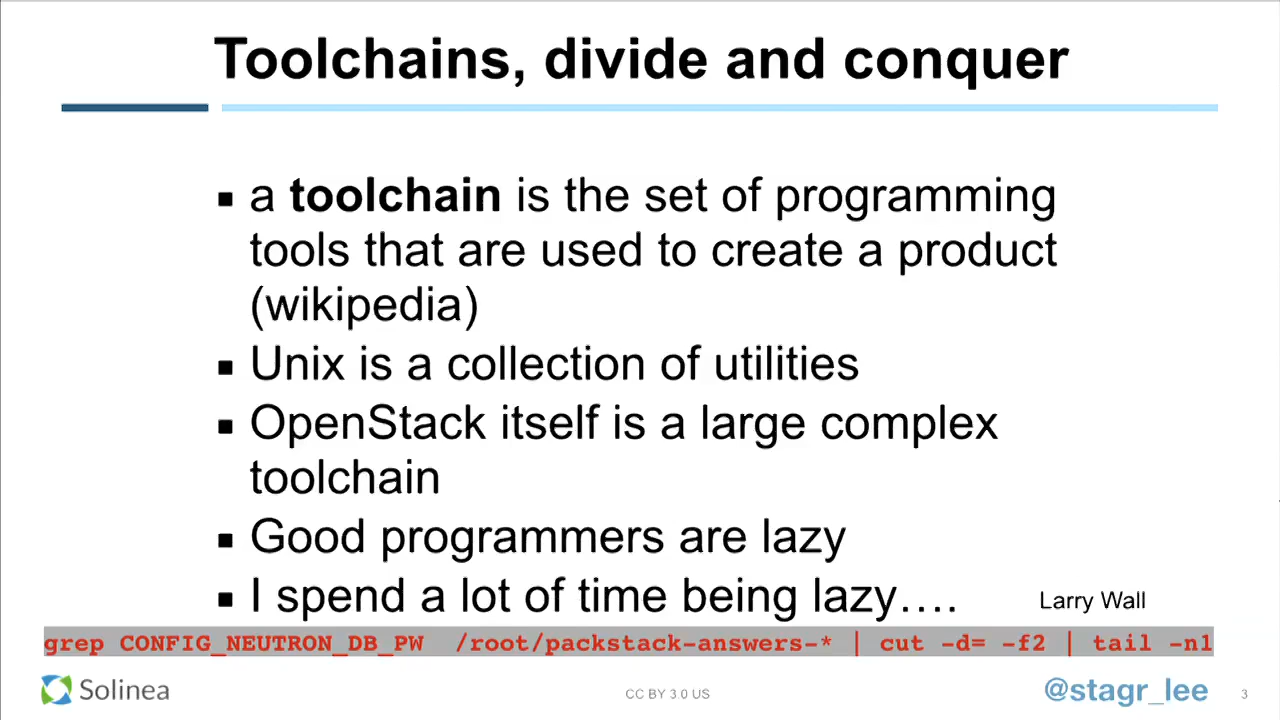 Toolchains, divide and conquer
a toolchain is the set of programming
tools that are used to create a product
(wikipedia)
Unix is a collection of utilities
OpenStack itself is a large complex
toolchain
Good programmers are lazy
I spend a lot of time being lazy….
Larry Wall
grep CONFIG_NEUTRON_DB_PW  /root/packstack-answers-* | cut -d= -f2 | tail -n1
Solinea
CC BY 3.0 US
@stagr_lee
3